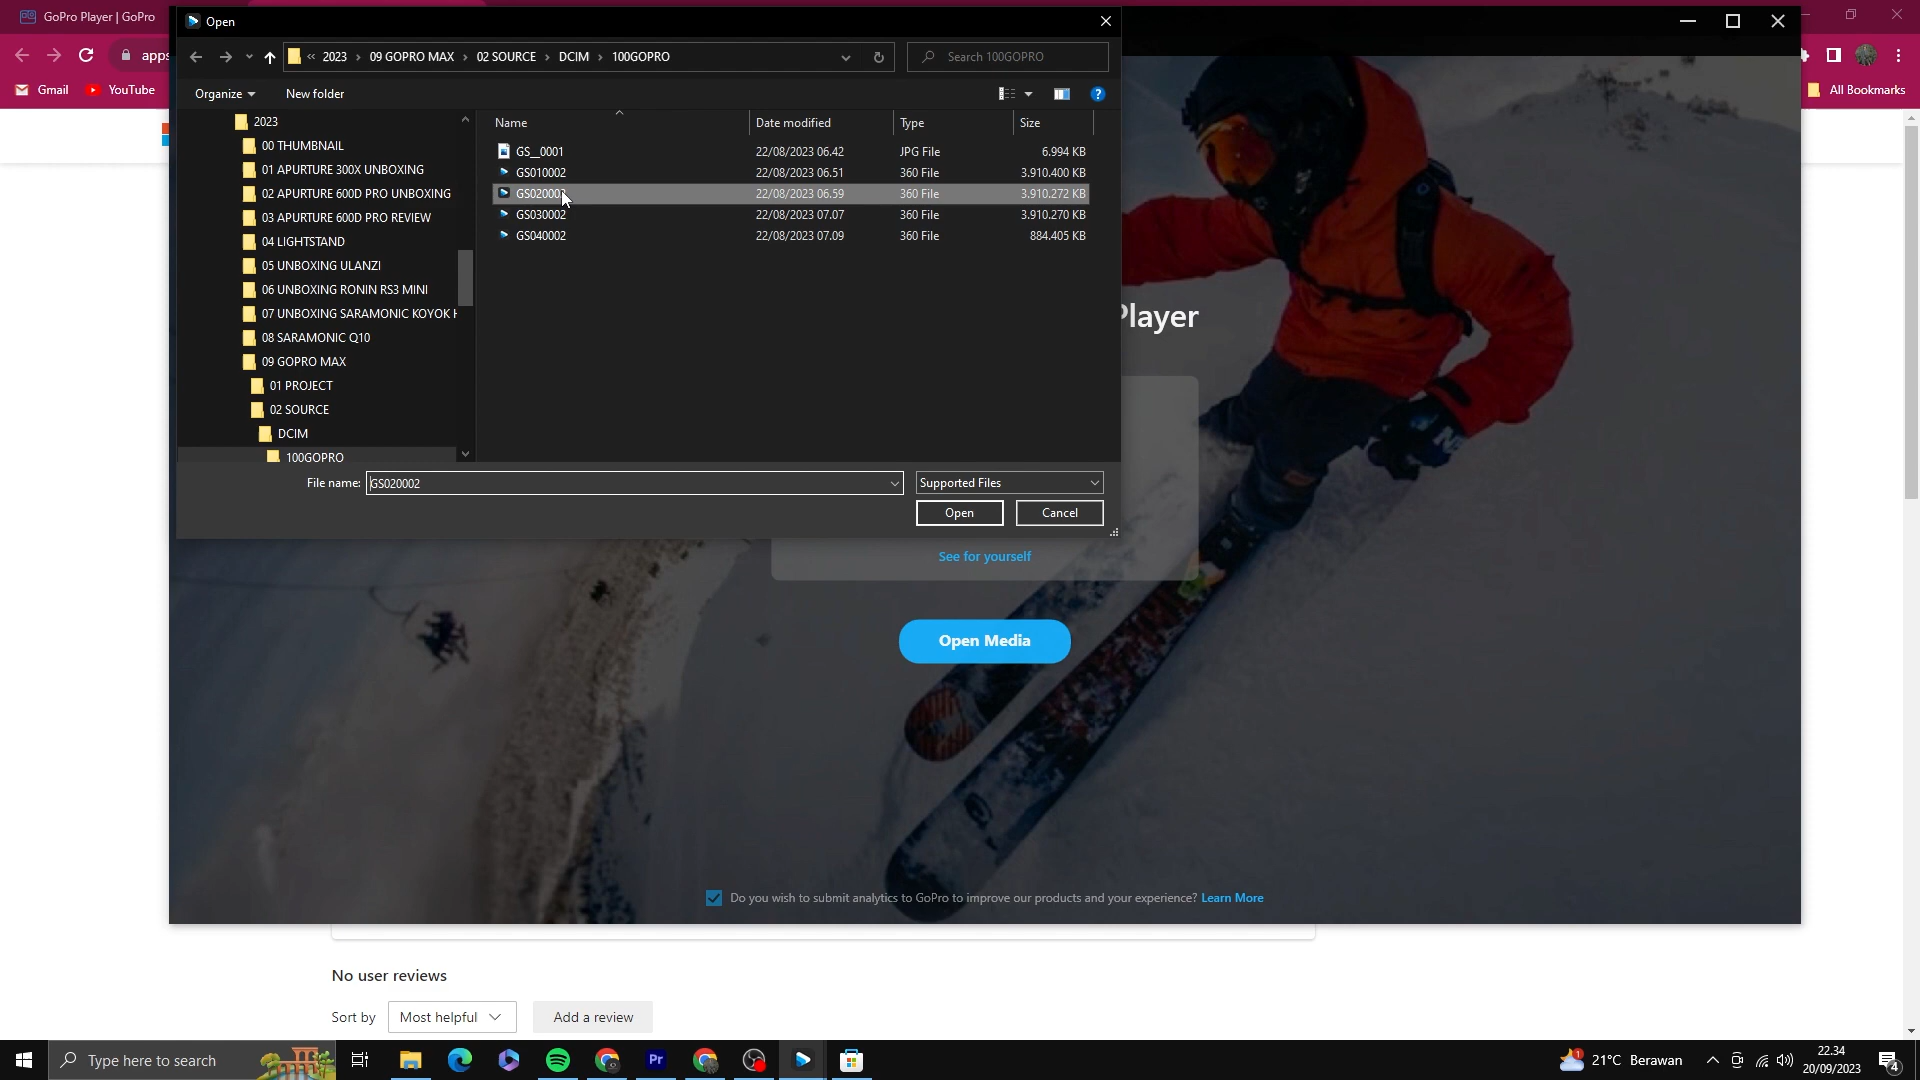 GoPro Player | GoPro
Open
apps
2023 › 09 GOPRO MAX › 02 SOURCE › DCIM › 100GOPRO
Search 100GOPRO
Gmail
YouTube
All Bookmarks
Organize
New folder
Name
Date modified
Type
Size
2023
00 THUMBNAIL
01 APURTURE 300X UNBOXING
02 APURTURE 600D PRO UNBOXING
03 APURTURE 600D PRO REVIEW
04 LIGHTSTAND
05 UNBOXING ULANZI
06 UNBOXING RONIN RS3 MINI
07 UNBOXING SARAMONIC KOYOK
08 SARAMONIC Q10
09 GOPRO MAX
01 PROJECT
02 SOURCE
DCIM
100GOPRO
GS__0001 22/08/2023 06.42 JPG File 6.994 KB
GS010002 22/08/2023 06.51 360 File 3.910.400 KB
GS020002 22/08/2023 06.59 360 File 3.910.272 KB
GS030002 22/08/2023 07.07 360 File 3.910.270 KB
GS040002 22/08/2023 07.09 360 File 884.405 KB
Player
File name:
GS020002
Supported Files
Open
Cancel
See for yourself
Open Media
Do you wish to submit analytics to GoPro to improve our products and your experience? Learn More
No user reviews
Sort by
Most helpful
Add a review
Type here to search
Pr
1
21°C Berawan
22.34
20/09/2023
4